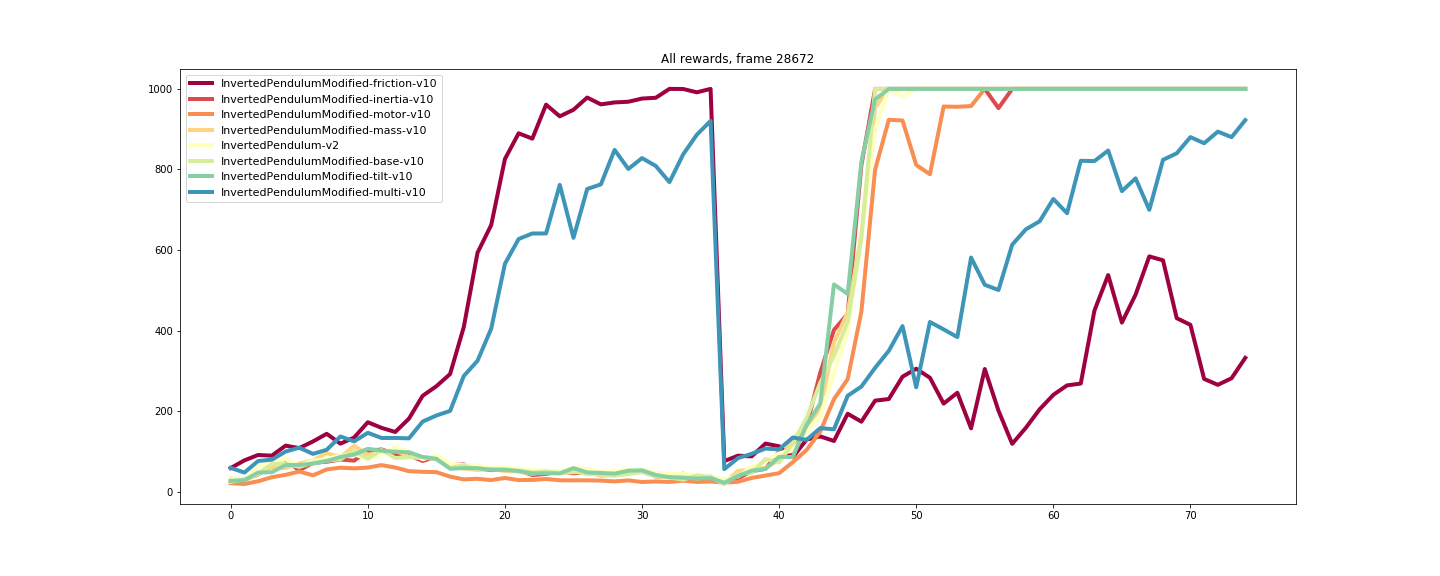 All rewards, frame 28672
InvertedPendulumModified-friction-v10
InvertedPendulumModified-inertia-v10
InvertedPendulumModified-motor-v10
InvertedPendulumModified-mass-v10
InvertedPendulum-v2
InvertedPendulumModified-base-v10
InvertedPendulumModified-tilt-v10
InvertedPendulumModified-multi-v10
1000
800
600
400
200
0
0 10 20 30 40 50 60 70